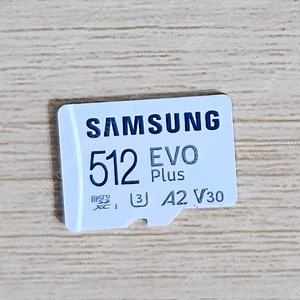 SAMSUNG
512 EVO
Plus
micro SD
XC I U3 A2 V30